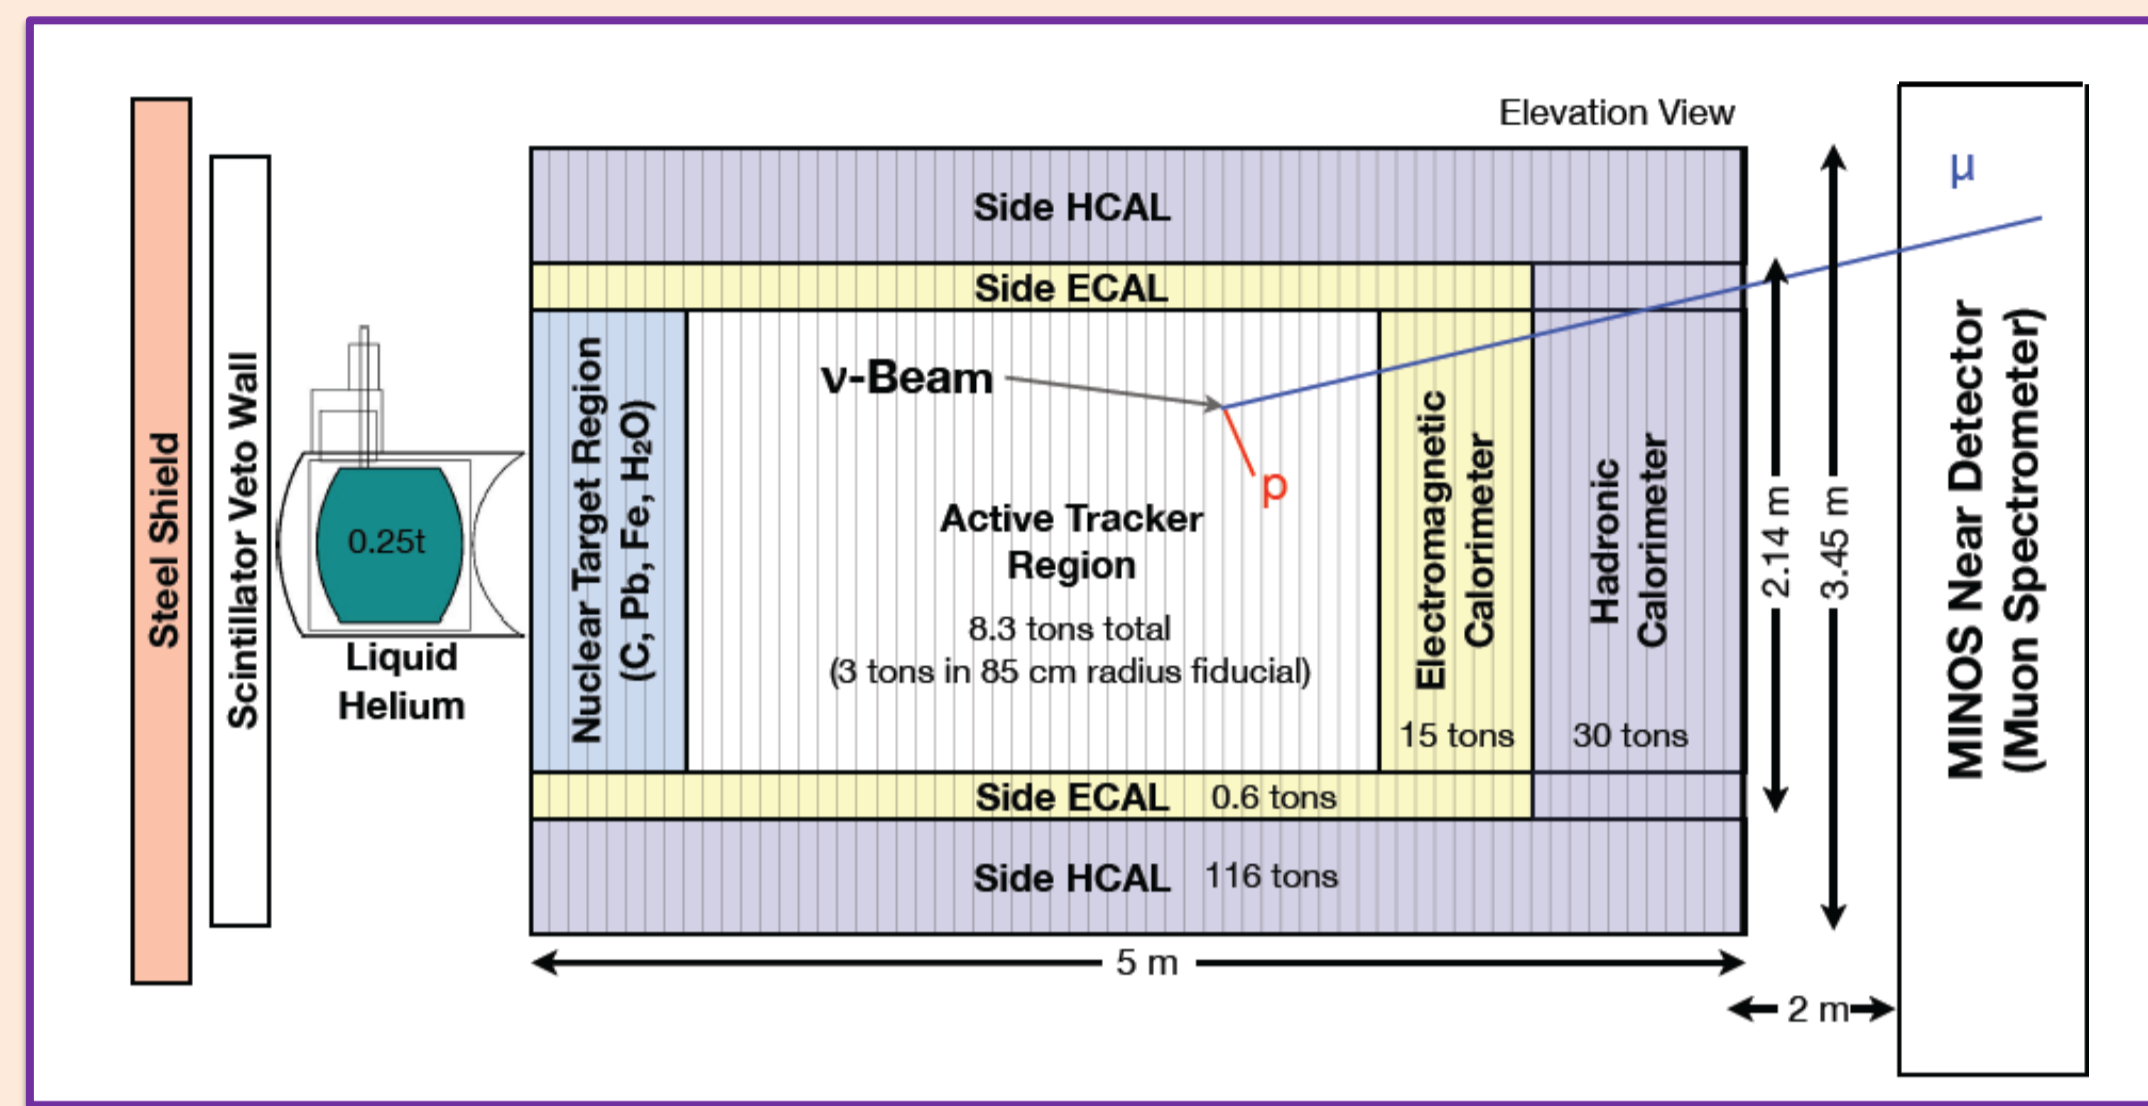 Elevation View
Steel Shield
Scintillator Veto Wall
0.25t
Liquid
Helium
Side HCAL
Side ECAL
Nuclear Target Region
(C, Pb, Fe, H₂O)
ν-Beam
p
Active Tracker
Region
8.3 tons total
(3 tons in 85 cm radius fiducial)
Electromagnetic
Calorimeter
15 tons
Hadronic
Calorimeter
30 tons
Side ECAL 0.6 tons
Side HCAL 116 tons
5 m
2.14 m
3.45 m
2 m
μ
MINOS Near Detector
(Muon Spectrometer)